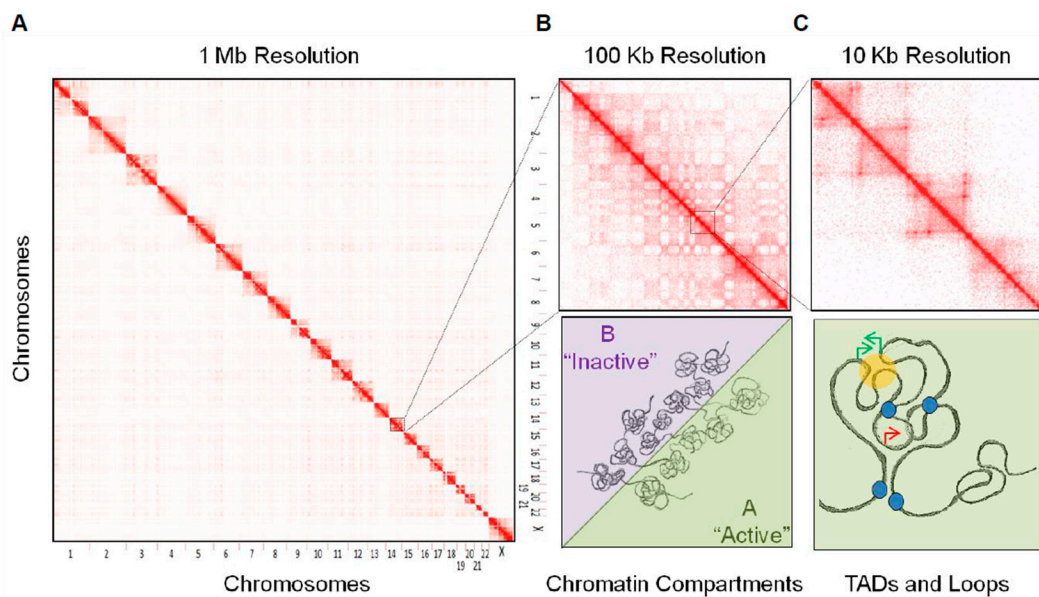 A
B
C
1 Mb Resolution
100 Kb Resolution
10 Kb Resolution
Chromosomes
1
2
3
4
5
6
7
8
9
10
11
12
13
14
15
16
17
18
19
20
21
22
X
B
"Inactive"
A
"Active"
1 2 3 4 5 6 7 8 9 10 11 12 13 14 15 16 17 18 20 22 X
19 21
Chromosomes
Chromatin Compartments
TADs and Loops